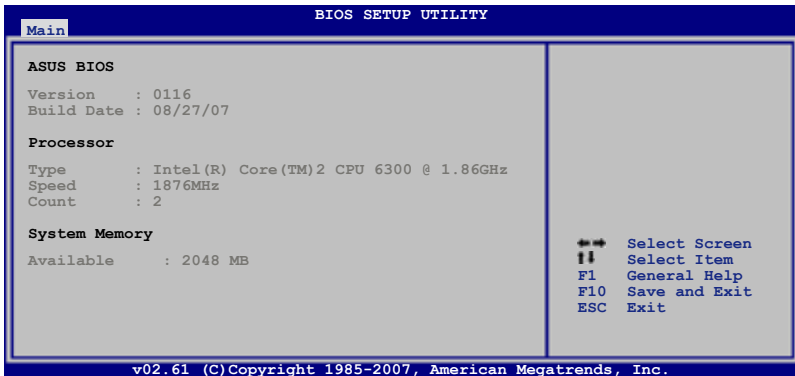 BIOS SETUP UTILITY
Main
ASUS BIOS
Version : 0116
Build Date : 08/27/07
Processor
Type : Intel(R) Core(TM)2 CPU 6300 @ 1.86GHz
Speed : 1876MHz
Count : 2
System Memory
Available : 2048 MB
←→ Select Screen
↑↓ Select Item
F1 General Help
F10 Save and Exit
ESC Exit
v02.61 (C)Copyright 1985-2007, American Megatrends, Inc.